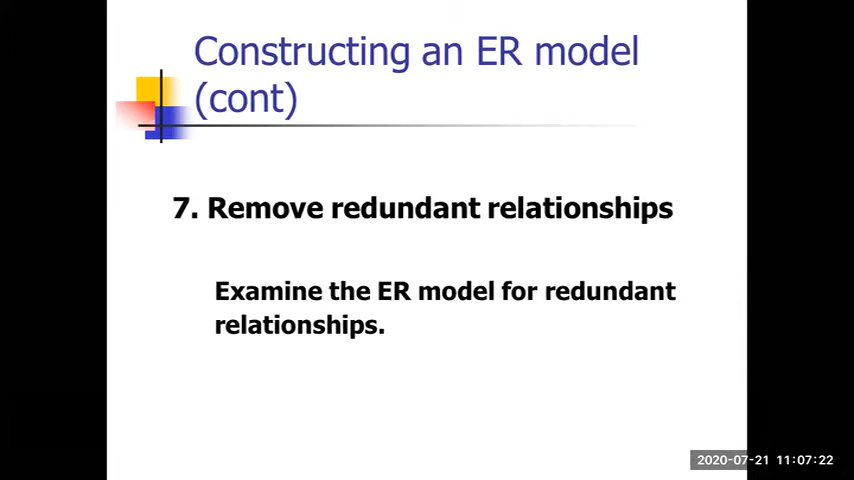 Constructing an ER model
(cont)
7. Remove redundant relationships
Examine the ER model for redundant
relationships.
2020-07-21 11:07:22